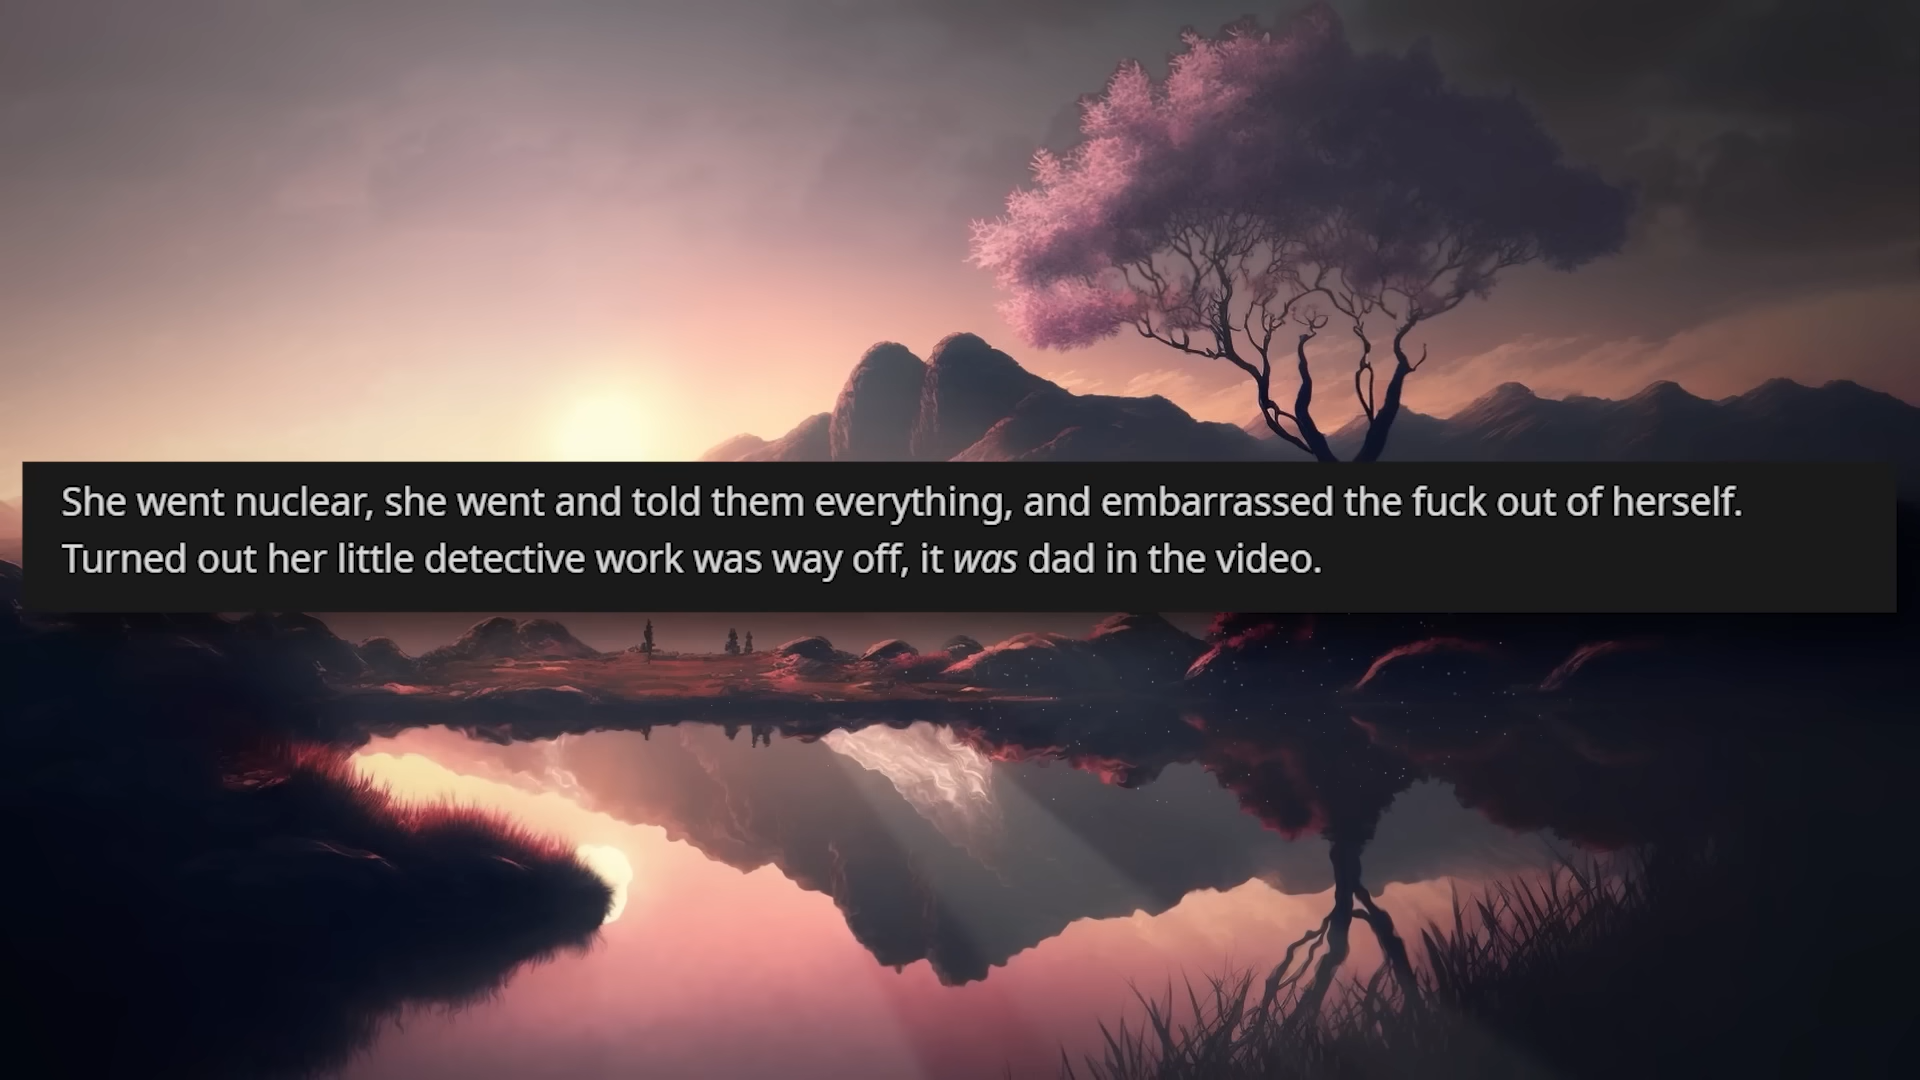 She went nuclear, she went and told them everything, and embarrassed the fuck out of herself.
Turned out her little detective work was way off, it was dad in the video.